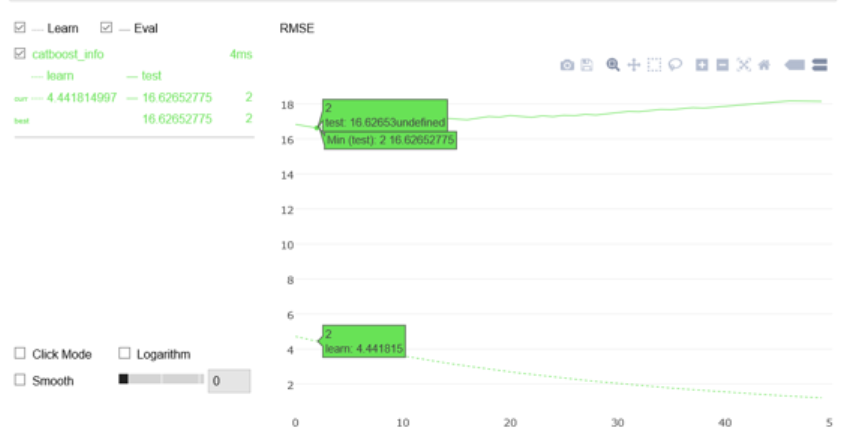 Learn Eval
catboost_info 4ms
learn test
curr 4.441814997 16.62652775 2
best 16.62652775 2
Click Mode Logarithm
Smooth 0
RMSE
18
16
14
12
10
8
6
4
2
2
test: 16.62653undefined
Min (test): 2 16.62652775
2
learn: 4.441815
0 10 20 30 40 5